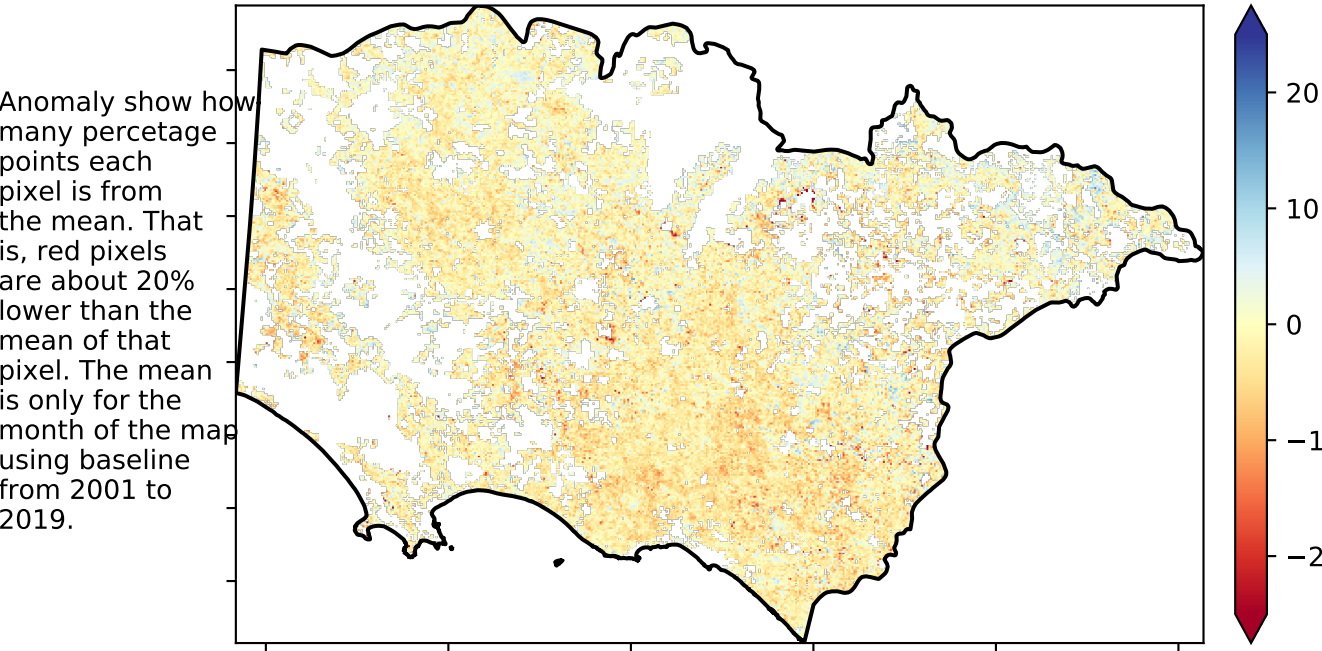 Anomaly show how
many percetage
points each
pixel is from
the mean. That
is, red pixels
are about 20%
lower than the
mean of that
pixel. The mean
is only for the
month of the map
using baseline
from 2001 to
2019.
20
10
0
−1
−2